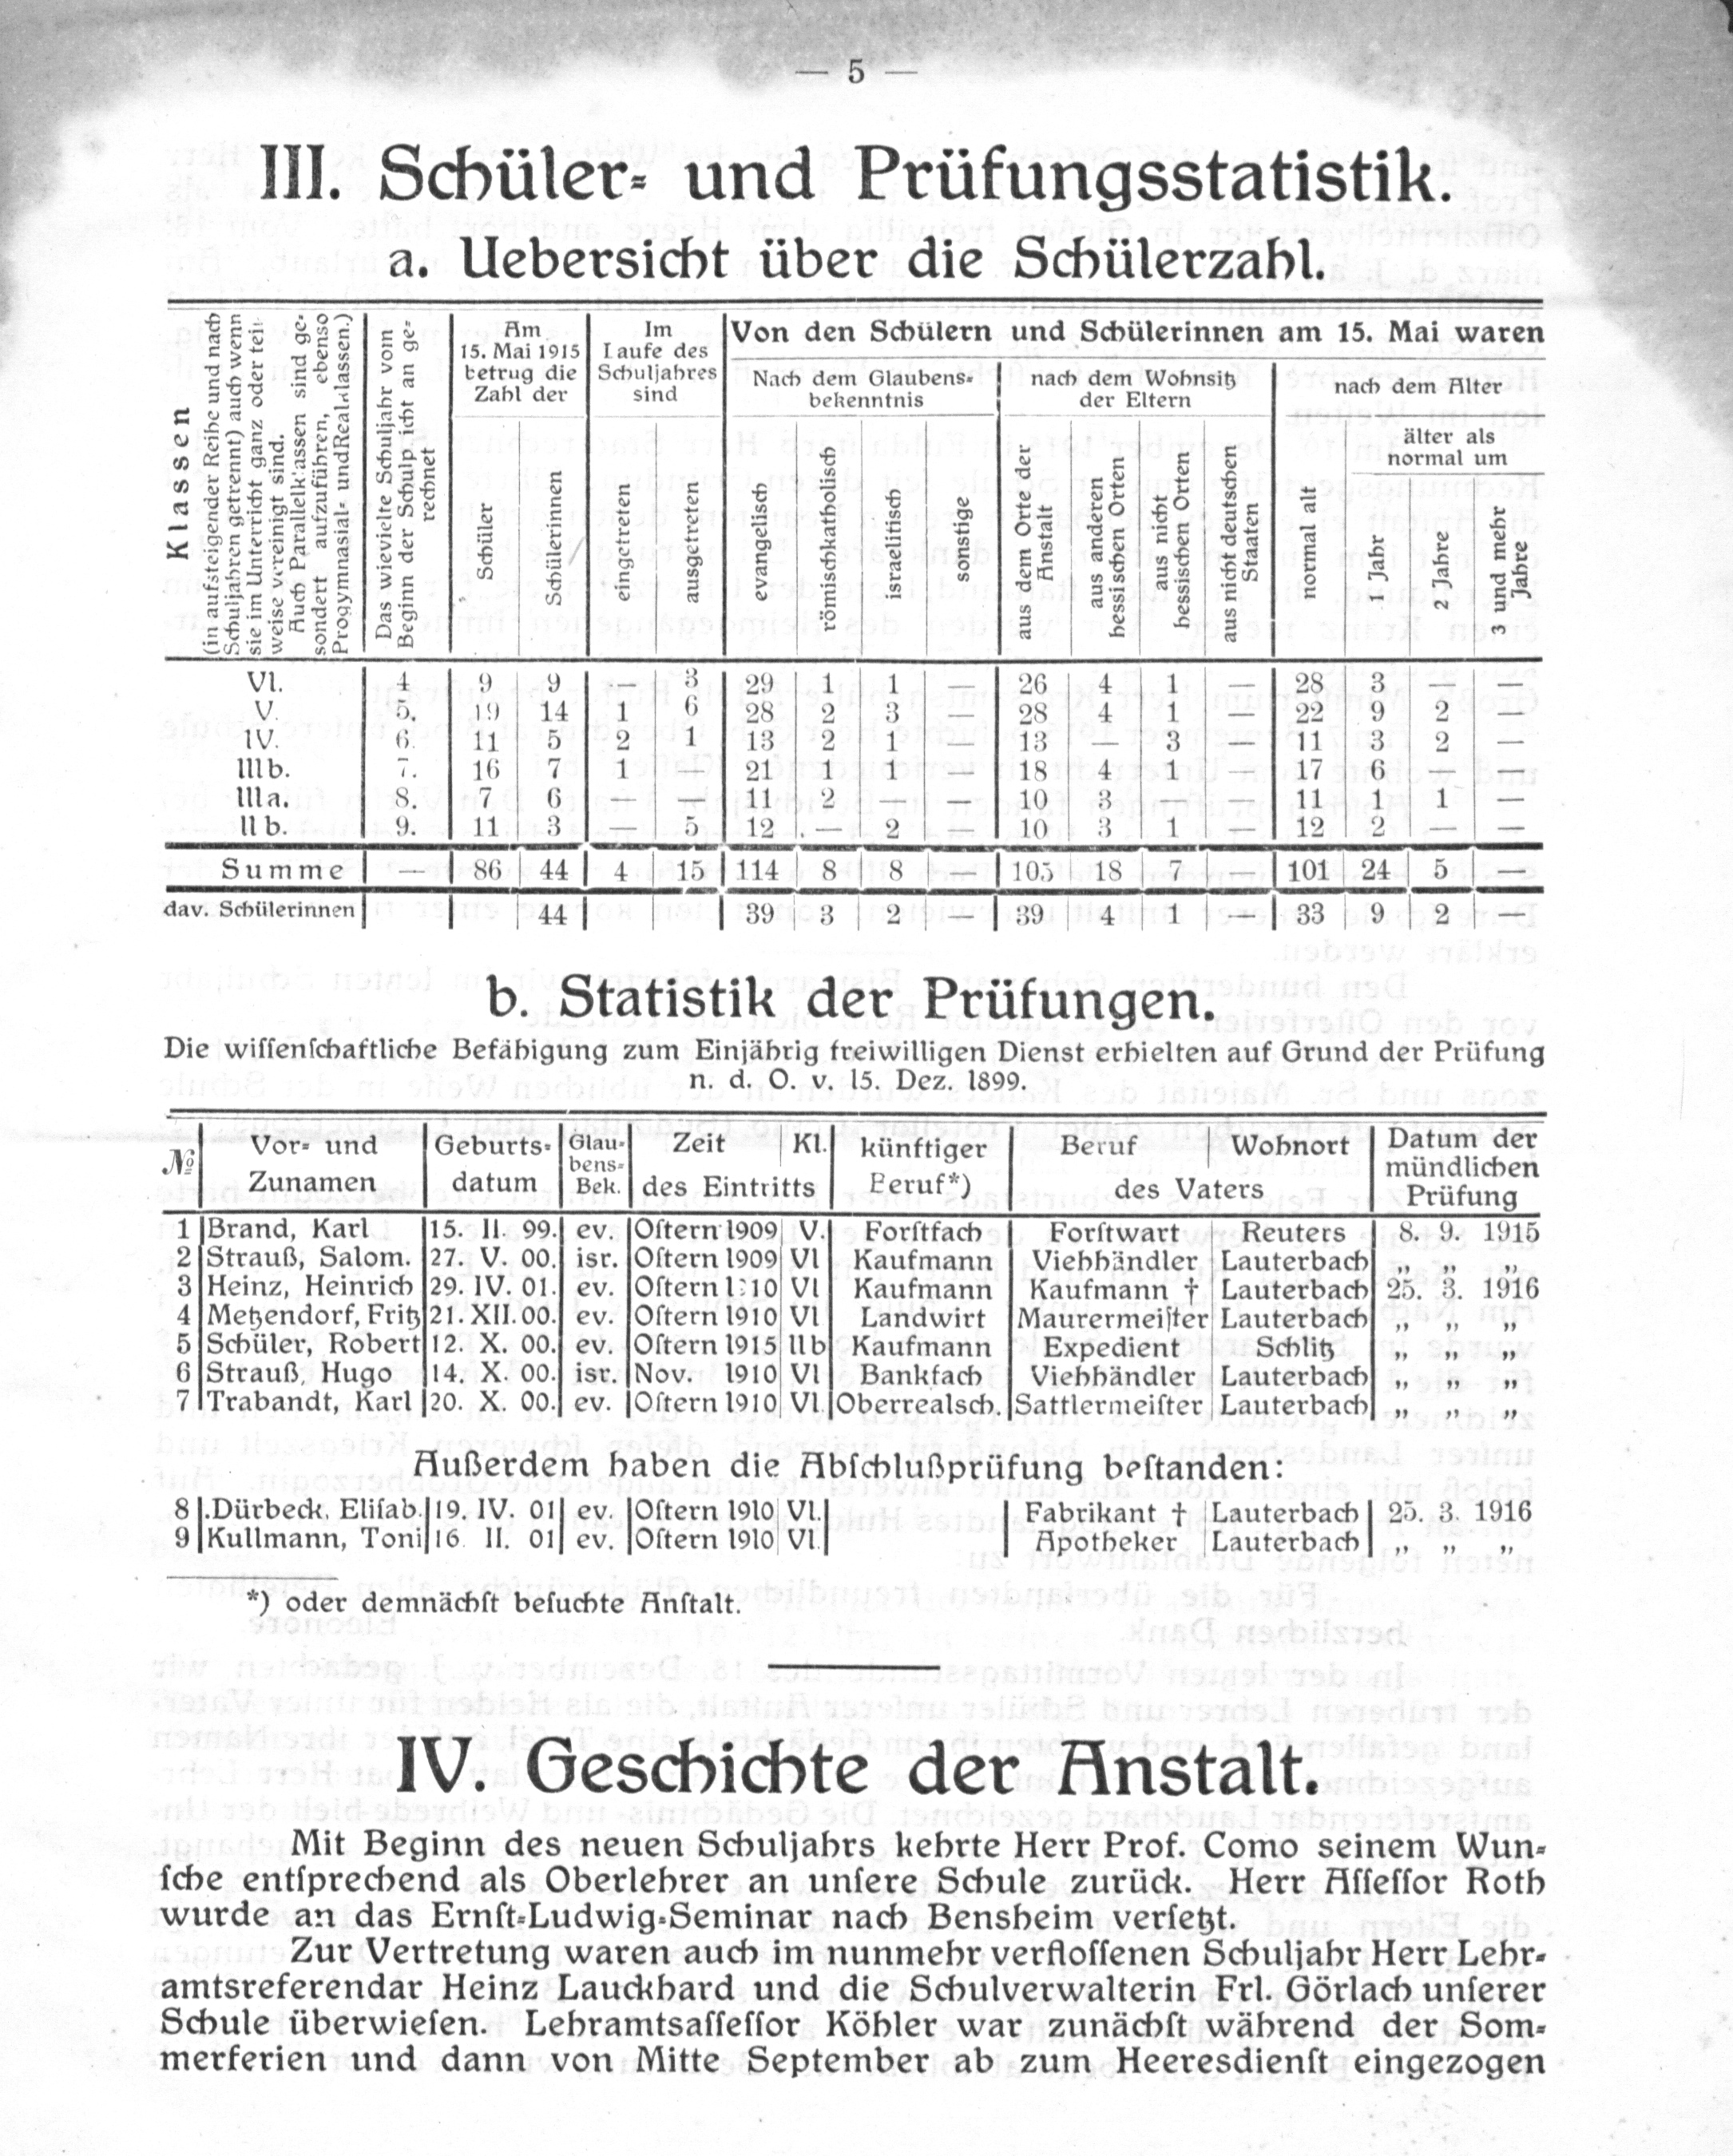 — 5 —
III. Schüler- und Prüfungsstatistik.
a. Uebersicht über die Schülerzahl.
Klassen
(in aufsteigender Reihe und nach
Schuljahren getrennt) auch wenn
sie im Unterricht ganz oder teil-
weise vereinigt sind.
Auch Parallelklassen sind ge-
sondert aufzuführen, ebenso
Progymnasial- und Realklassen.)
Das wievielte Schuljahr vom
Beginn der Schulpflicht an ge-
rechnet
Am
15. Mai 1915
betrug die
Zahl der
Schüler
Schülerinnen
Im
Laufe des
Schuljahres
sind
eingetreten
ausgetreten
Von den Schülern und Schülerinnen am 15. Mai waren
Nach dem Glaubens-
bekenntnis
evangelisch
römischkatholisch
israelitisch
sonstige
nach dem Wohnsitz
der Eltern
aus dem Orte der
Anstalt
aus anderen
hessischen Orten
aus nicht
hessischen Orten
aus nicht deutschen
Staaten
nach dem Alter
normal alt
älter als
normal um
1 Jahr
2 Jahre
3 und mehr
Jahre
VI. 4 9 9 — 3 29 1 1 — 26 4 1 — 28 3 — —
V. 5. 19 14 1 6 28 2 3 — 28 4 1 — 22 9 2 —
IV. 6. 11 5 2 1 13 2 1 — 13 — 3 — 11 3 2 —
IIIb. 7. 16 7 1 — 21 1 1 — 18 4 1 — 17 6 —
IIIa. 8. 7 6 — — 11 2 — — 10 3 — — 11 1 1 —
IIb. 9. 11 3 — 5 12 — 2 — 10 3 1 — 12 2 — —
Summe — 86 44 4 15 114 8 8 — 105 18 7 101 24 5 —
dav. Schülerinnen 44 39 3 2 — 39 4 1 — 33 9 2 —
b. Statistik der Prüfungen.
Die wiſſenſchaftliche Befähigung zum Einjährig freiwilligen Dienst erhielten auf Grund der Prüfung
n. d. O. v. 15. Dez. 1899.
№ Vor- und Zunamen Geburts-datum Glau-bens-Bek. Zeit Kl. des Eintritts künftiger Beruf*) Beruf Wohnort des Vaters Datum der mündlichen Prüfung
1 Brand, Karl 15. II. 99. ev. Oſtern 1909 V. Forſtfach Forſtwart Reuters 8. 9. 1915
2 Strauß, Salom. 27. V. 00. isr. Oſtern 1909 VI Kaufmann Viehhändler Lauterbach „ „ „
3 Heinz, Heinrich 29. IV. 01. ev. Oſtern 1910 VI Kaufmann Kaufmann † Lauterbach 25. 3. 1916
4 Metzendorf, Fritz 21. XII. 00. ev. Oſtern 1910 VI Landwirt Maurermeiſter Lauterbach „ „ „
5 Schüler, Robert 12. X. 00. ev. Oſtern 1915 IIb Kaufmann Expedient Schlitz „ „ „
6 Strauß, Hugo 14. X. 00. isr. Nov. 1910 VI Bankfach Viehhändler Lauterbach „ „ „
7 Trabandt, Karl 20. X. 00. ev. Oſtern 1910 VI. Oberrealsch. Sattlermeiſter Lauterbach „ „ „
Außerdem haben die Abſchlußprüfung beſtanden:
8 Dürbeck, Eliſab. 19. IV. 01 ev. Oſtern 1910 VI. Fabrikant † Lauterbach 25. 3. 1916
9 Kullmann, Toni 16. II. 01 ev. Oſtern 1910 VI. Apotheker Lauterbach „ „ „
*) oder demnächſt beſuchte Anſtalt.
IV. Geschichte der Anstalt.
Mit Beginn des neuen Schuljahrs kehrte Herr Prof. Como seinem Wun-
ſche entſprechend als Oberlehrer an unſere Schule zurück. Herr Aſſeſſor Roth
wurde an das Ernſt-Ludwig-Seminar nach Bensheim verſetzt.
Zur Vertretung waren auch im nunmehr verfloſſenen Schuljahr Herr Lehr-
amtsreferendar Heinz Lauckhard und die Schulverwalterin Frl. Görlach unſerer
Schule überwieſen. Lehramtsaſſeſſor Köhler war zunächſt während der Som-
merferien und dann von Mitte September ab zum Heeresdienſt eingezogen